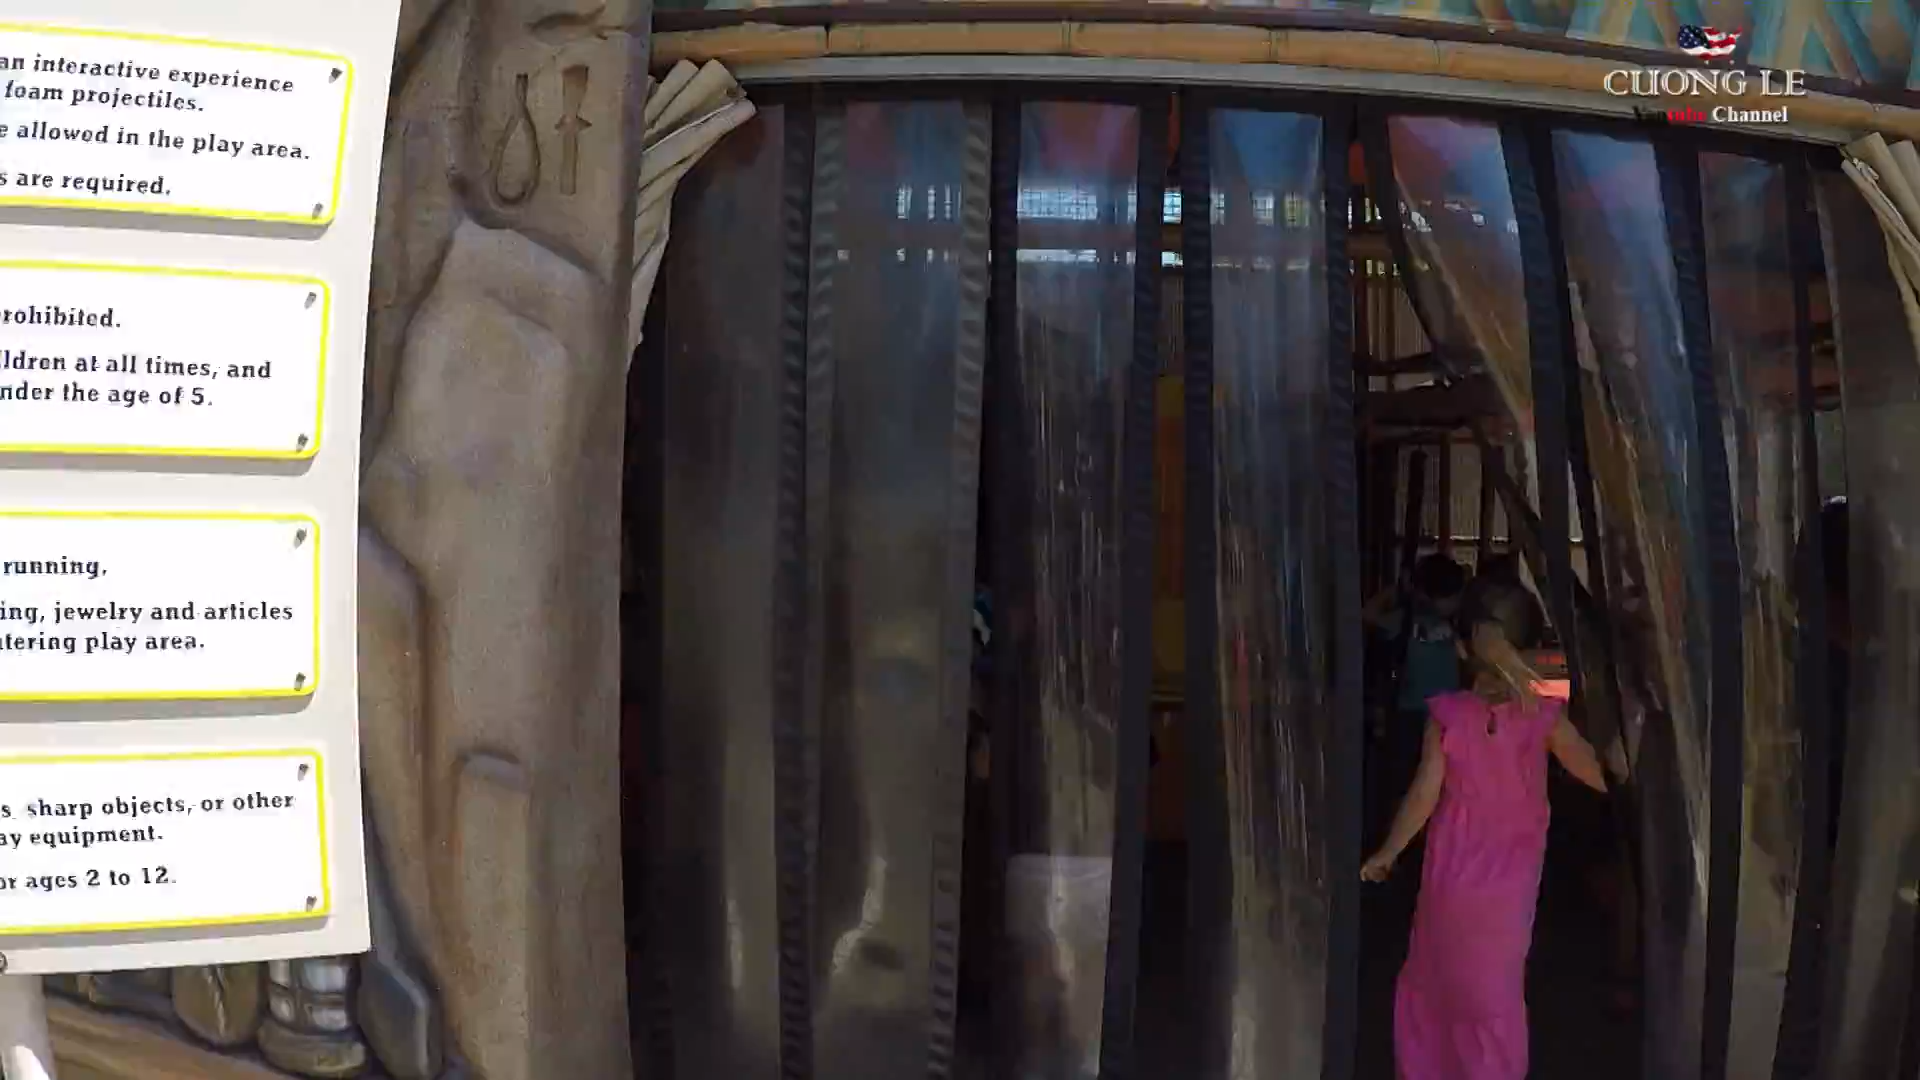 an interactive experience
foam projectiles.
allowed in the play area.
are required.
rohibited.
ldren at all times, and
nder the age of 5.
running,
ing, jewelry and articles
tering play area.
s, sharp objects, or other
ay equipment.
or ages 2 to 12.
CUONG LE
Youtube Channel